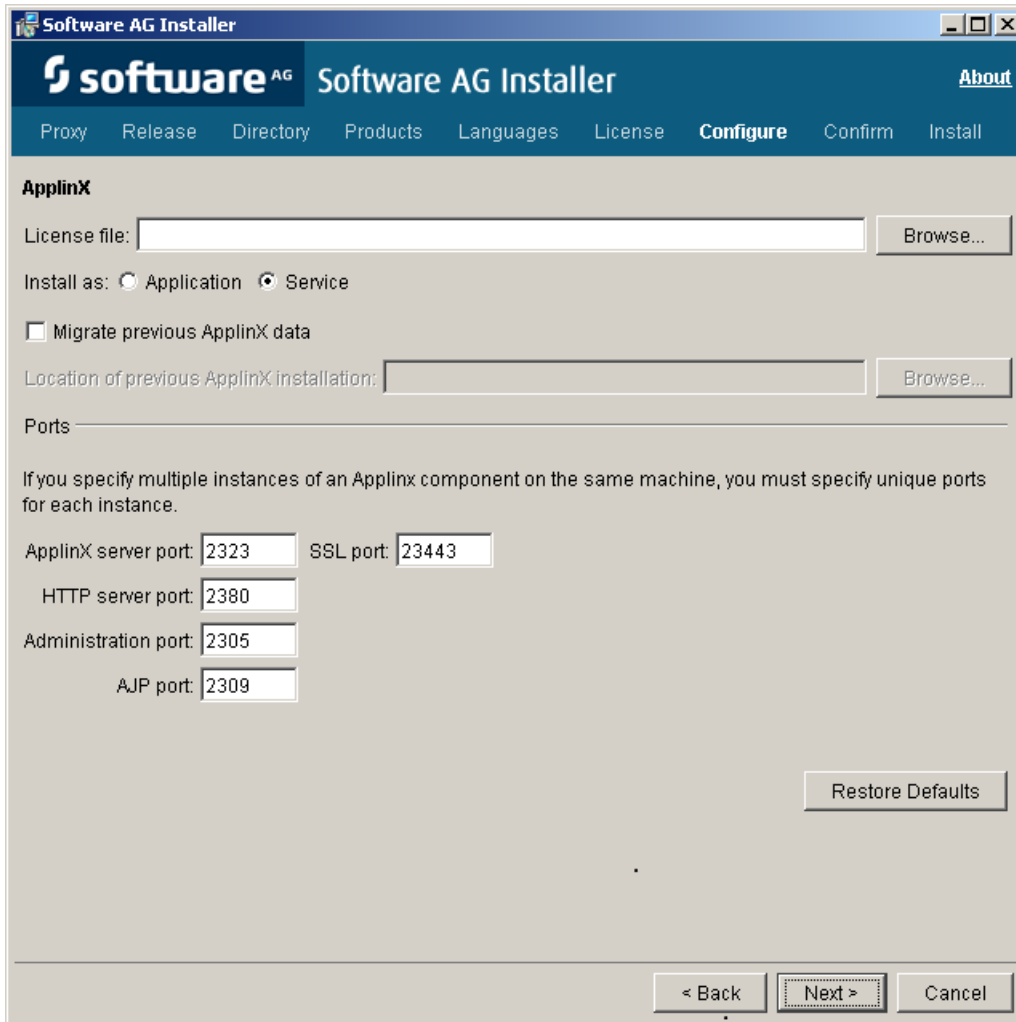 Software AG Installer
software AG Software AG Installer About
Proxy Release Directory Products Languages License Configure Confirm Install
ApplinX
License file: Browse...
Install as: Application Service
Migrate previous ApplinX data
Location of previous ApplinX installation: Browse...
Ports
If you specify multiple instances of an Applinx component on the same machine, you must specify unique ports
for each instance.
ApplinX server port: 2323 SSL port: 23443
HTTP server port: 2380
Administration port: 2305
AJP port: 2309
Restore Defaults
< Back Next > Cancel